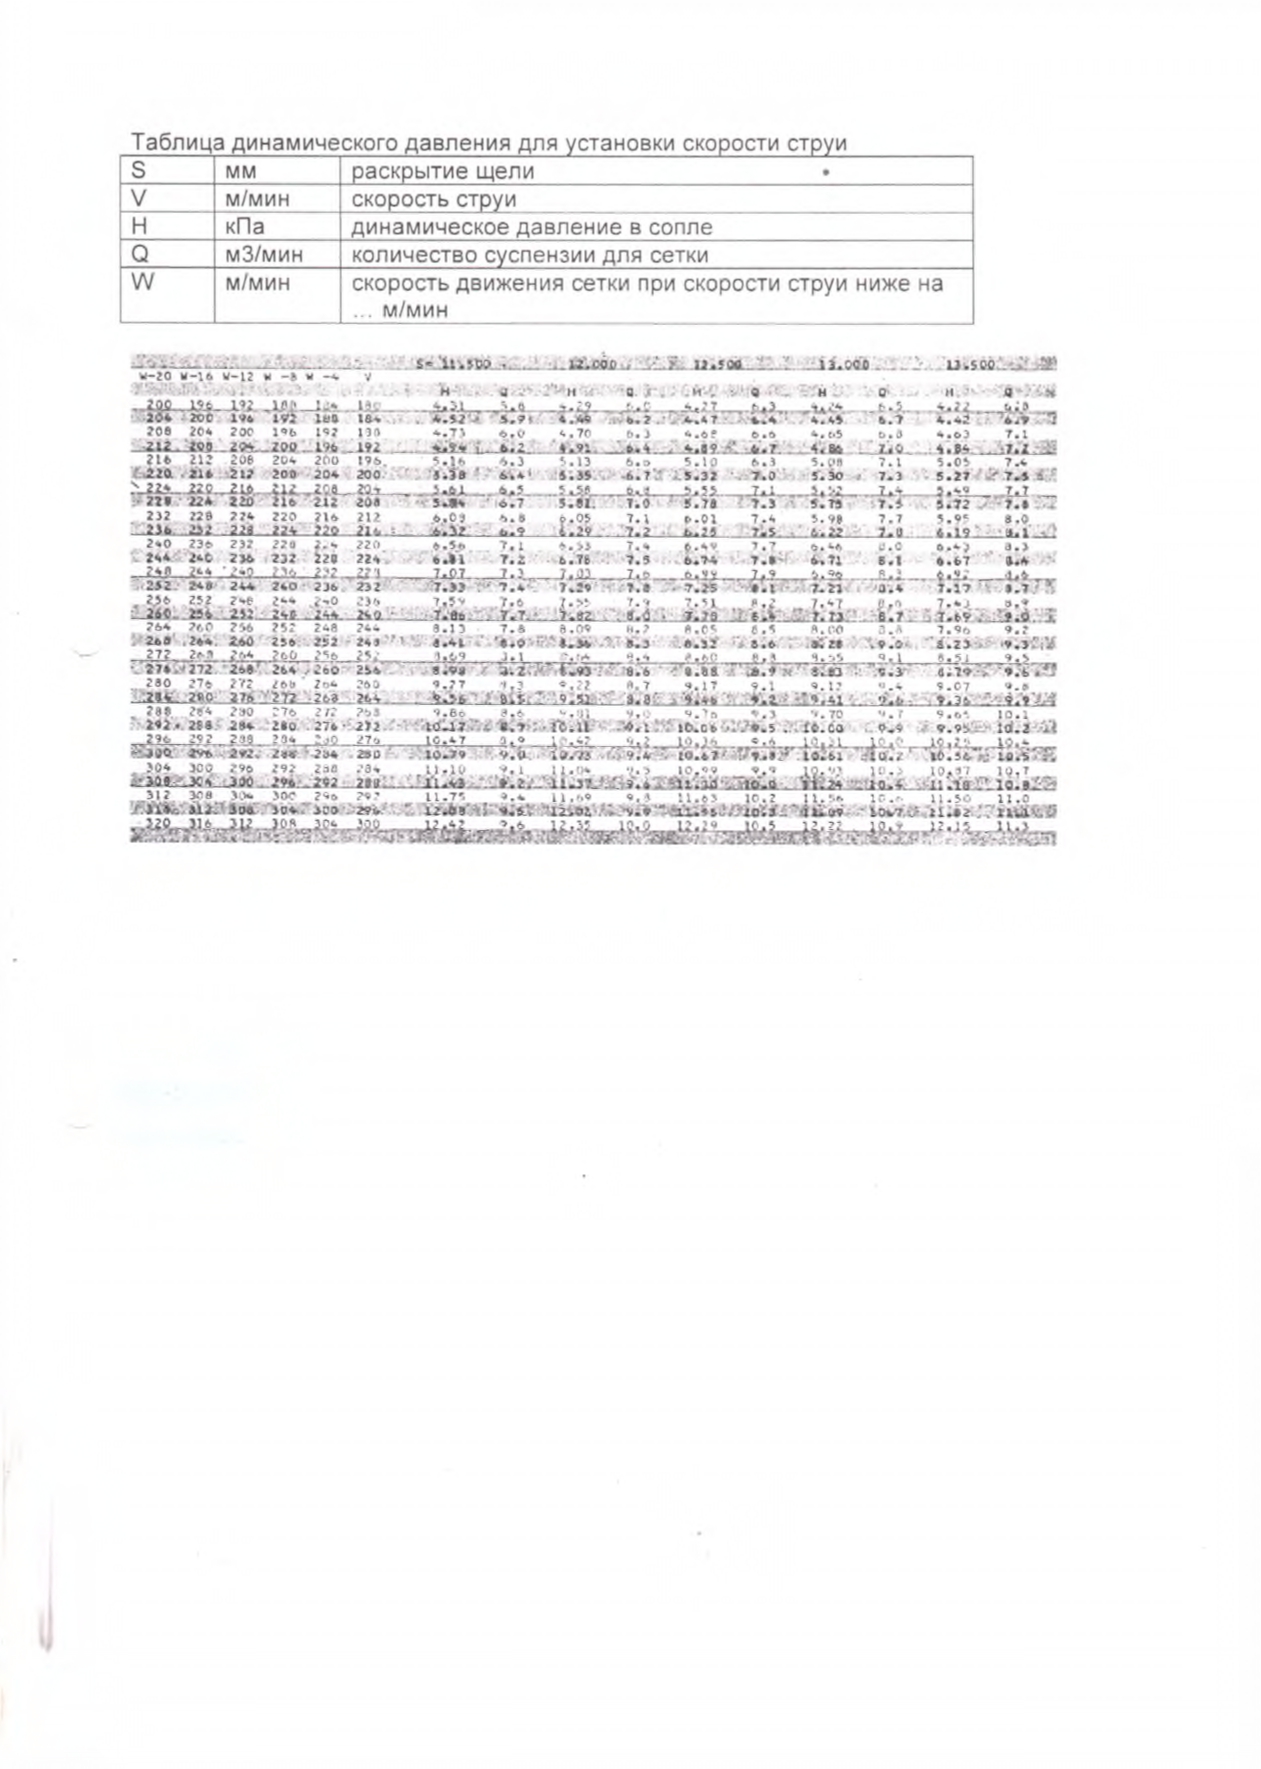 Таблица динамического давления для установки скорости струи
S мм раскрытие щели
V м/мин скорость струи
H кПа динамическое давление в сопле
Q м3/мин количество суспензии для сетки
W м/мин скорость движения сетки при скорости струи ниже на
... м/мин
S= 11.500 12.000 12.500 13.000 13.500
W-20 W-16 W-12 W -8 W -4 V
H Q H Q H Q H Q H Q
200 196 192 188 184 180 4.31 5.8 4.29 6.0 4.27 6.3 4.24 6.5 4.22 6.8
204 200 196 192 188 184 4.52 5.9 4.49 6.2 4.47 6.4 4.45 6.7 4.42 6.9
208 204 200 196 192 4.73 6.0 4.70 6.3 4.68 6.6 4.65 6.8 4.63 7.1
212 208 204 200 196 192 4.94 6.2 4.91 6.4 4.89 6.7 4.86 7.0 4.84 7.2
216 212 208 204 200 196 5.16 6.3 5.13 6.6 5.10 5.08 7.1 5.05 7.4
220 216 212 208 204 200 5.38 6.4 5.35 6.7 5.32 7.0 5.30 7.3 5.27 7.5
224 220 216 212 208 204 5.61 6.5 5.58 6.8 5.55 7.1 5.52 7.4 5.49 7.7
228 224 220 216 212 208 5.84 6.7 5.81 7.0 5.78 7.3 5.75 7.5 5.72 7.8
232 228 224 220 216 212 6.08 6.8 6.05 7.1 6.01 7.4 5.98 7.7 5.95 8.0
236 232 228 224 220 216 6.32 6.9 6.29 7.2 6.25 7.5 6.22 7.8 6.19 8.1
240 236 232 228 224 220 6.56 7.1 6.53 7.4 6.49 7.7 6.46 8.0 6.43 8.3
244 240 236 232 228 224 6.81 7.2 6.78 7.5 6.74 7.8 6.71 8.1 6.67 8.4
248 244 240 236 232 228 7.07 7.3 7.03 7.6 6.99 7.9 6.96 8.2 6.92 8.6
252 248 244 240 236 232 7.33 7.4 7.29 7.8 7.25 8.1 7.21 8.4 7.17 8.7
256 252 248 244 240 236 7.59 7.6 7.55 7.9 7.51 8.2 7.47 7.43 8.9
260 256 252 248 244 240 7.86 7.7 7.82 8.0 7.78 8.4 7.73 8.7 7.69 9.0
264 260 256 252 248 244 8.13 7.8 8.09 8.2 8.05 8.5 8.00 8.8 7.96 9.2
268 264 260 256 252 248 8.41 8.0 8.36 8.3 8.32 8.6 8.28 9.0 8.23 9.3
272 268 264 260 256 252 8.69 8.1 8.64 8.4 8.60 8.8 8.55 9.1 8.51 9.5
276 272 268 264 260 256 8.98 8.2 8.93 8.6 8.88 8.9 8.83 9.3 8.79 9.6
280 276 272 268 264 260 9.27 8.3 9.22 8.7 9.17 9.1 9.12 9.4 9.07 9.8
284 280 276 272 268 264 9.56 8.5 9.51 8.8 9.46 9.2 9.41 9.6 9.36 9.9
288 284 280 276 272 268 9.86 8.6 9.81 9.0 9.76 9.3 9.70 9.7 9.65 10.1
292 288 284 280 276 272 10.17 8.7 10.11 9.1 10.06 9.5 10.00 9.9 9.95 10.2
296 292 288 284 280 276 10.47 8.9 10.42 9.2 10.36 9.6 10.31 10.0 10.25 10.4
300 296 292 288 284 280 10.79 9.0 10.73 9.4 10.67 9.8 10.61 10.2 10.56 10.5
304 300 296 292 288 284 11.10 9.1 11.04 9.5 10.99 9.9 10.93 10.3 10.87 10.7
308 304 300 296 292 288 11.43 9.2 11.37 9.6 11.30 10.0 11.24 10.4 11.18 10.8
312 308 304 300 296 292 11.75 9.4 11.69 9.8 11.63 10.2 11.56 10.6 11.50 11.0
316 312 308 304 300 296 12.08 9.5 12.02 9.9 10.3 10.7 11.82 11.1
320 316 312 308 304 300 12.42 9.6 12.35 10.0 12.29 10.5 12.22 10.9 12.15 11.3